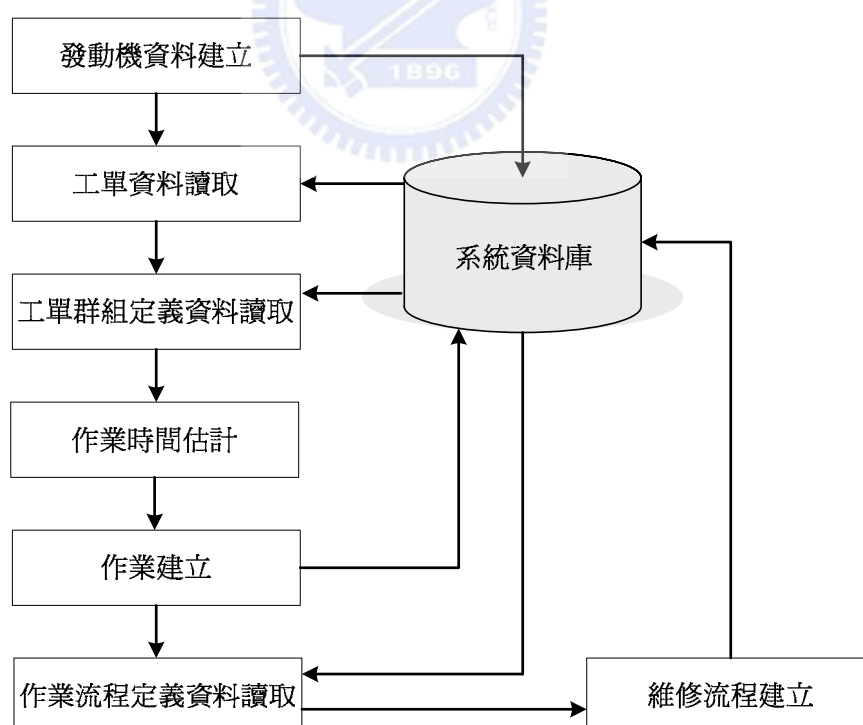 發動機資料建立
1896
工單資料讀取
系統資料庫
工單群組定義資料讀取
作業時間估計
作業建立
作業流程定義資料讀取
維修流程建立